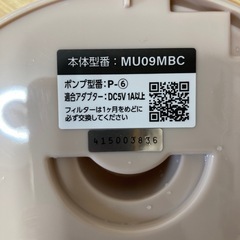 本体型番：MU09MBC
ポンプ型番：P-⑥
適合アダプター：DC5V 1A以上
フィルターは1ヶ月をめどに
必ず交換してください
415003836